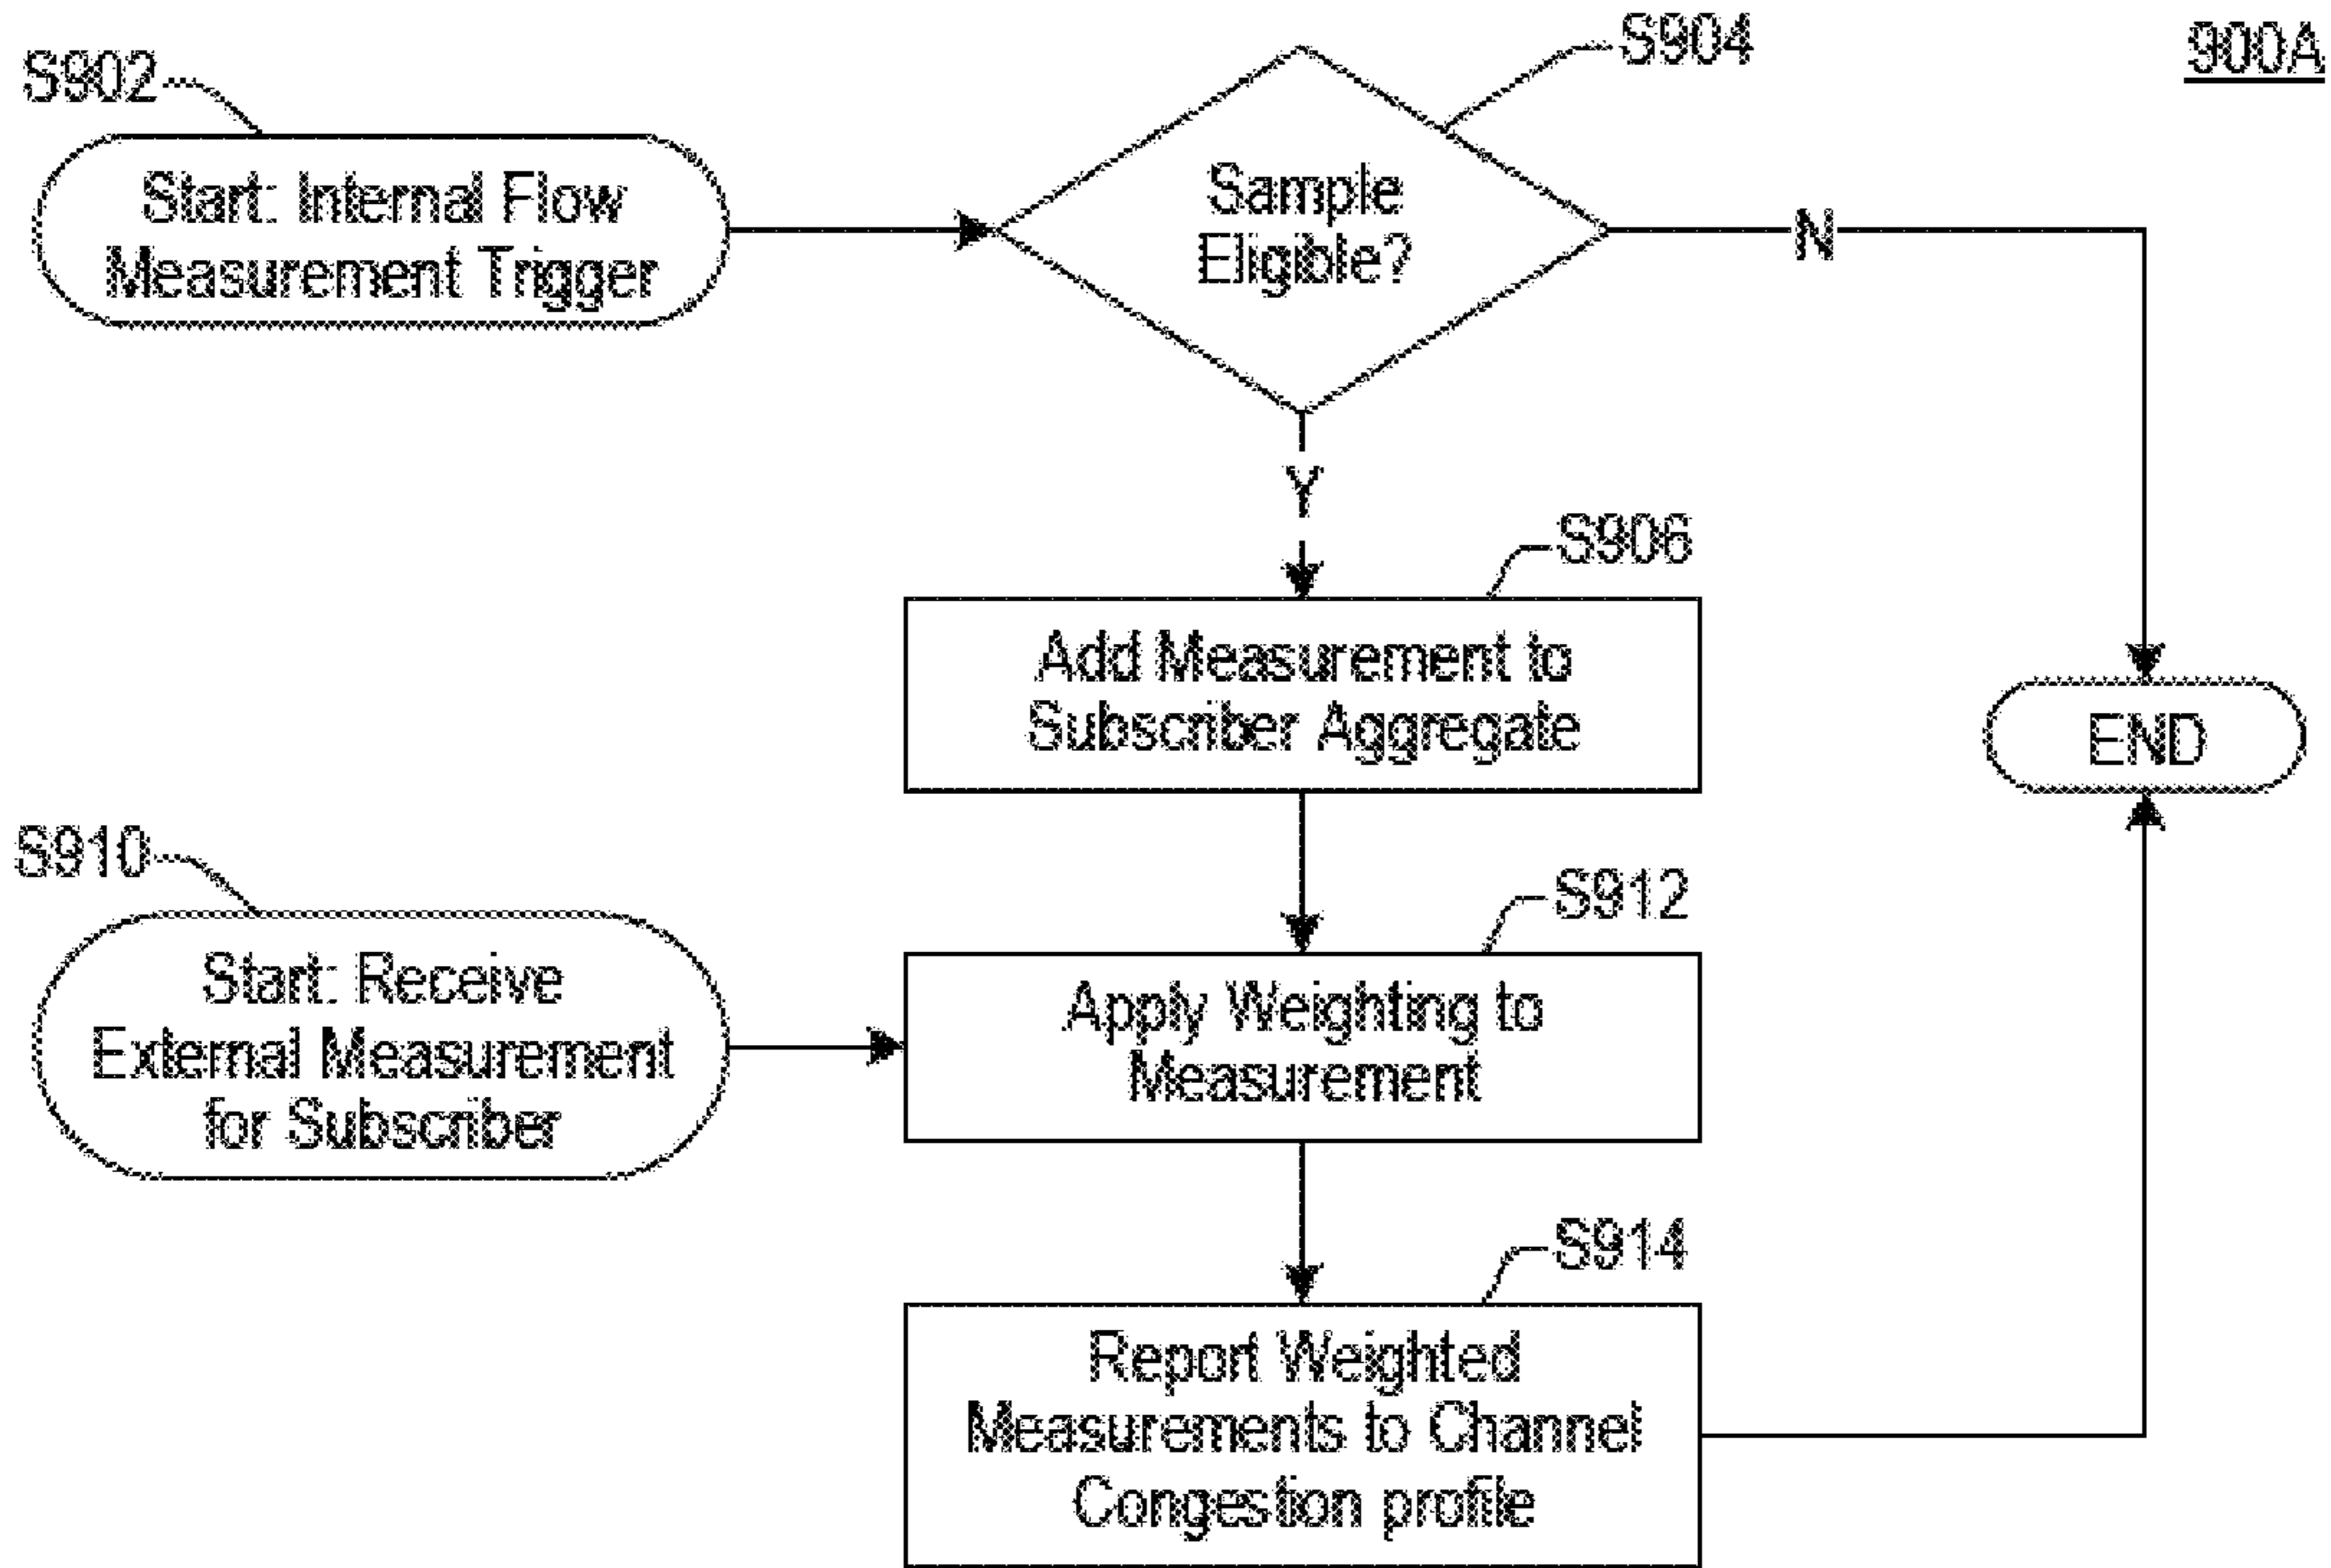 900A
S902
Start: Internal Flow
Measurement Trigger
S904
Sample
Eligible?
N
Y
S906
Add Measurement to
Subscriber Aggregate
END
S910
Start: Receive
External Measurement
for Subscriber
S912
Apply Weighting to
Measurement
S914
Report Weighted
Measurements to Channel
Congestion profile